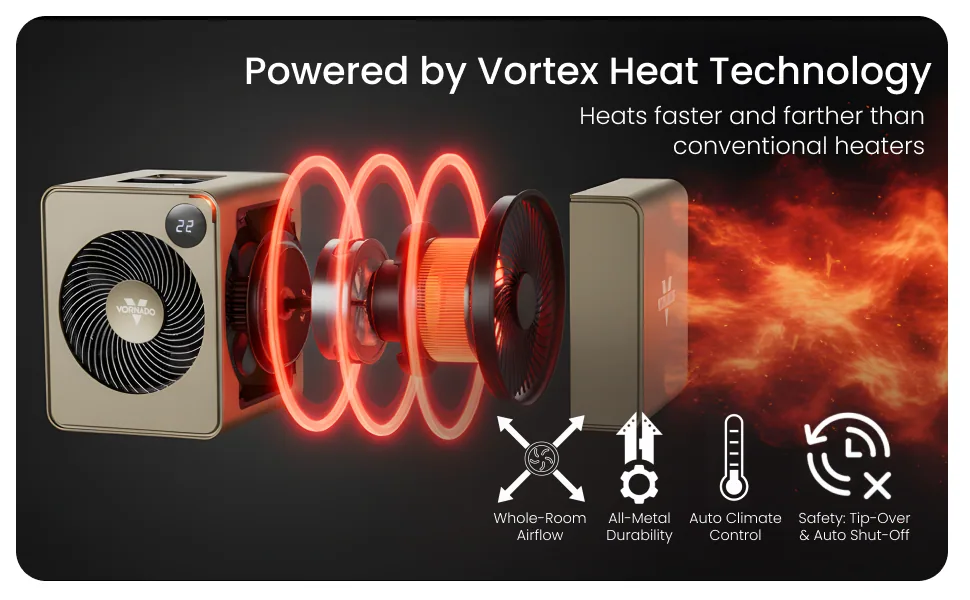 Powered by Vortex Heat Technology
Heats faster and farther than
conventional heaters
22
VORNADO
Whole-Room
Airflow
All-Metal
Durability
Auto Climate
Control
Safety: Tip-Over
& Auto Shut-Off